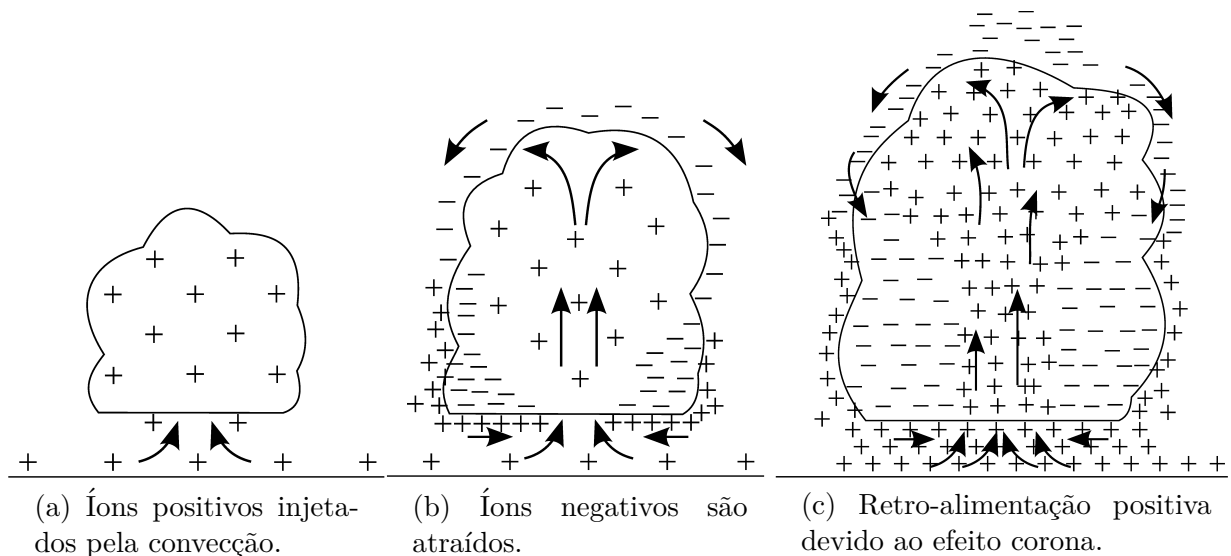 (a) Íons positivos injeta-
dos pela convecção.
(b) Íons negativos são
atraídos.
(c) Retro-alimentação positiva
devido ao efeito corona.